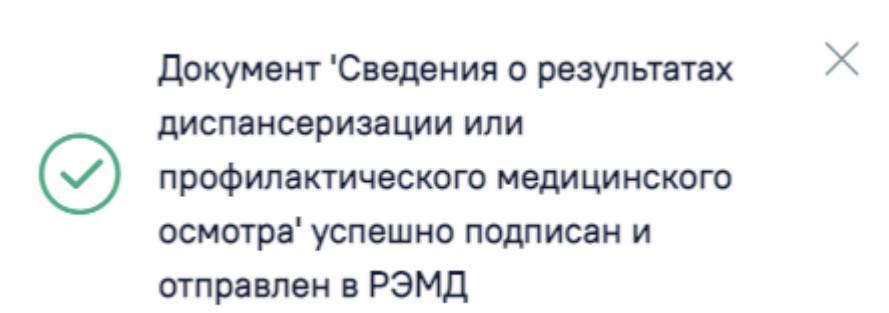 Документ 'Сведения о результатах
диспансеризации или
профилактического медицинского
осмотра' успешно подписан и
отправлен в РЭМД